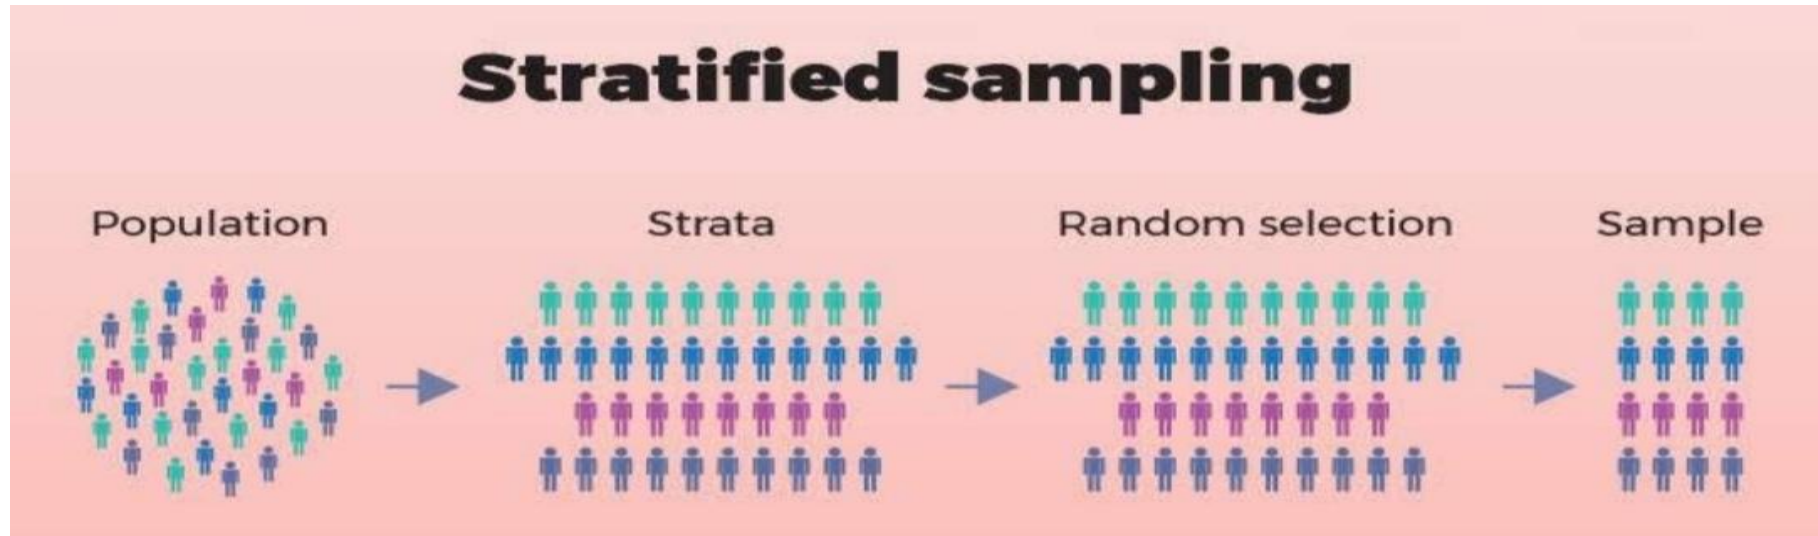 Stratified sampling
Population
Strata
Random selection
Sample